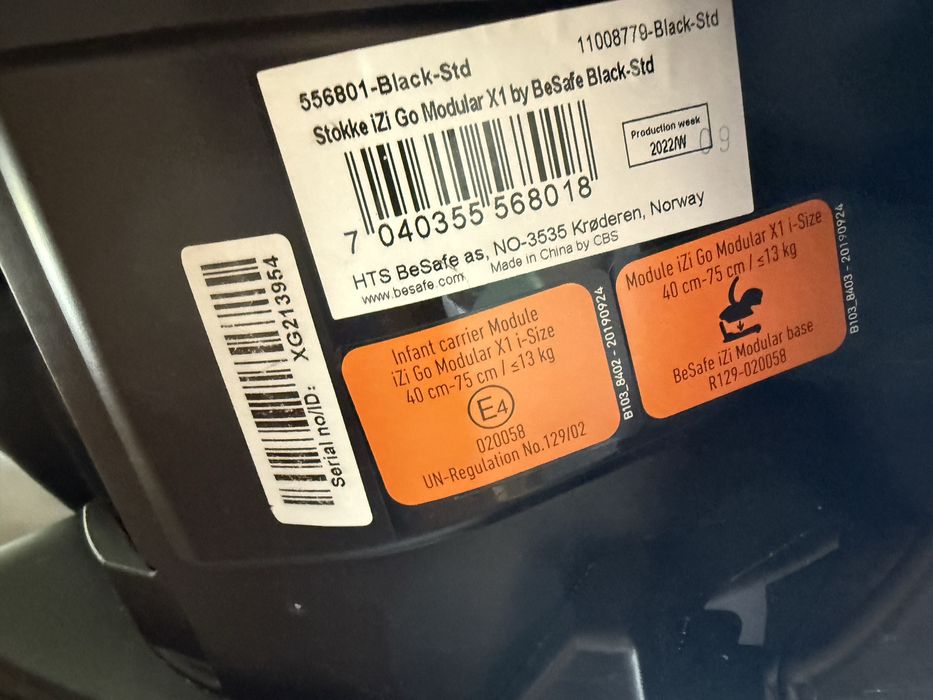 556801-Black-Std
11008779-Black-Std
Stokke iZi Go Modular X1 by BeSafe Black-Std
Production week
2022/W 09
7 040355 568018
HTS BeSafe as, NO-3535 Krøderen, Norway
www.besafe.com
Made in China by CBS
Serial no/ID: XG213954
Infant carrier Module
iZi Go Modular X1 i-Size
40 cm-75 cm / ≤13 kg
E4
020058
UN-Regulation No.129/02
B103_8402 - 20190924
Module iZi Go Modular X1 i-Size
40 cm-75 cm / ≤13 kg
BeSafe iZi Modular base
R129-020058
B103_8403 - 20190924